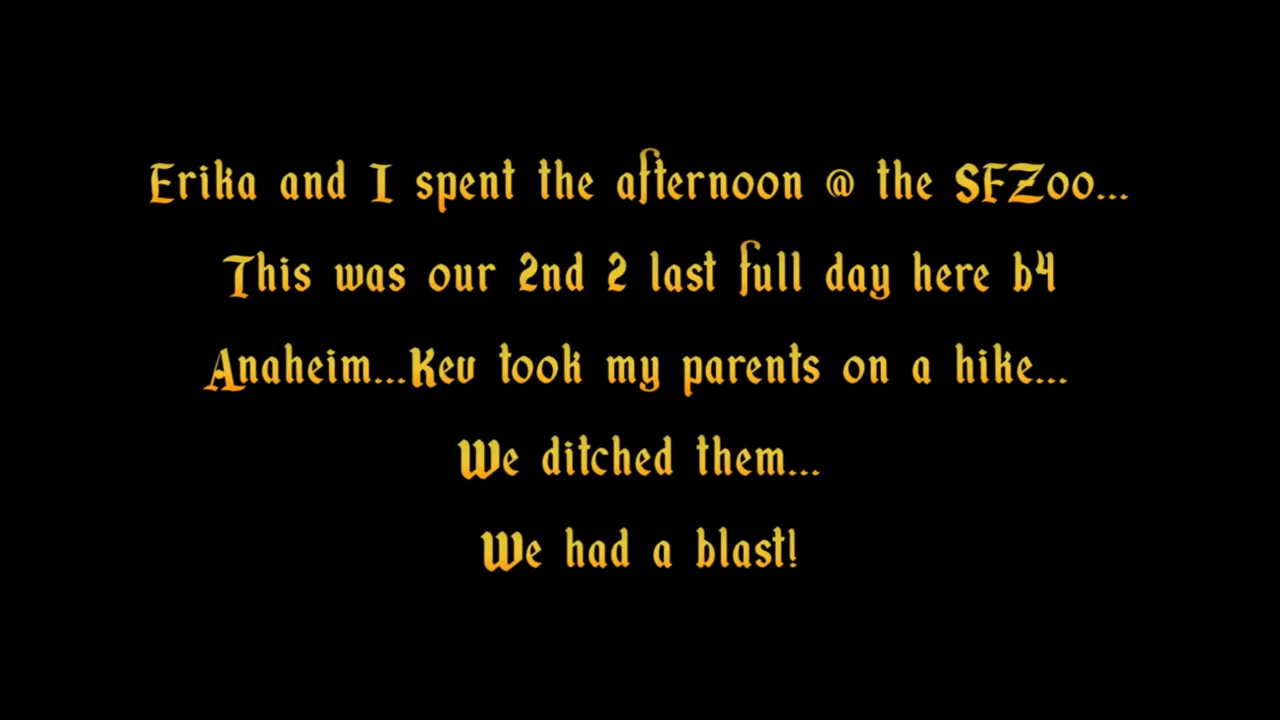 Erika and I spent the afternoon @ the SFZoo...
This was our 2nd 2 last full day here b4
Anaheim...Kev took my parents on a hike...
We ditched them...
We had a blast!